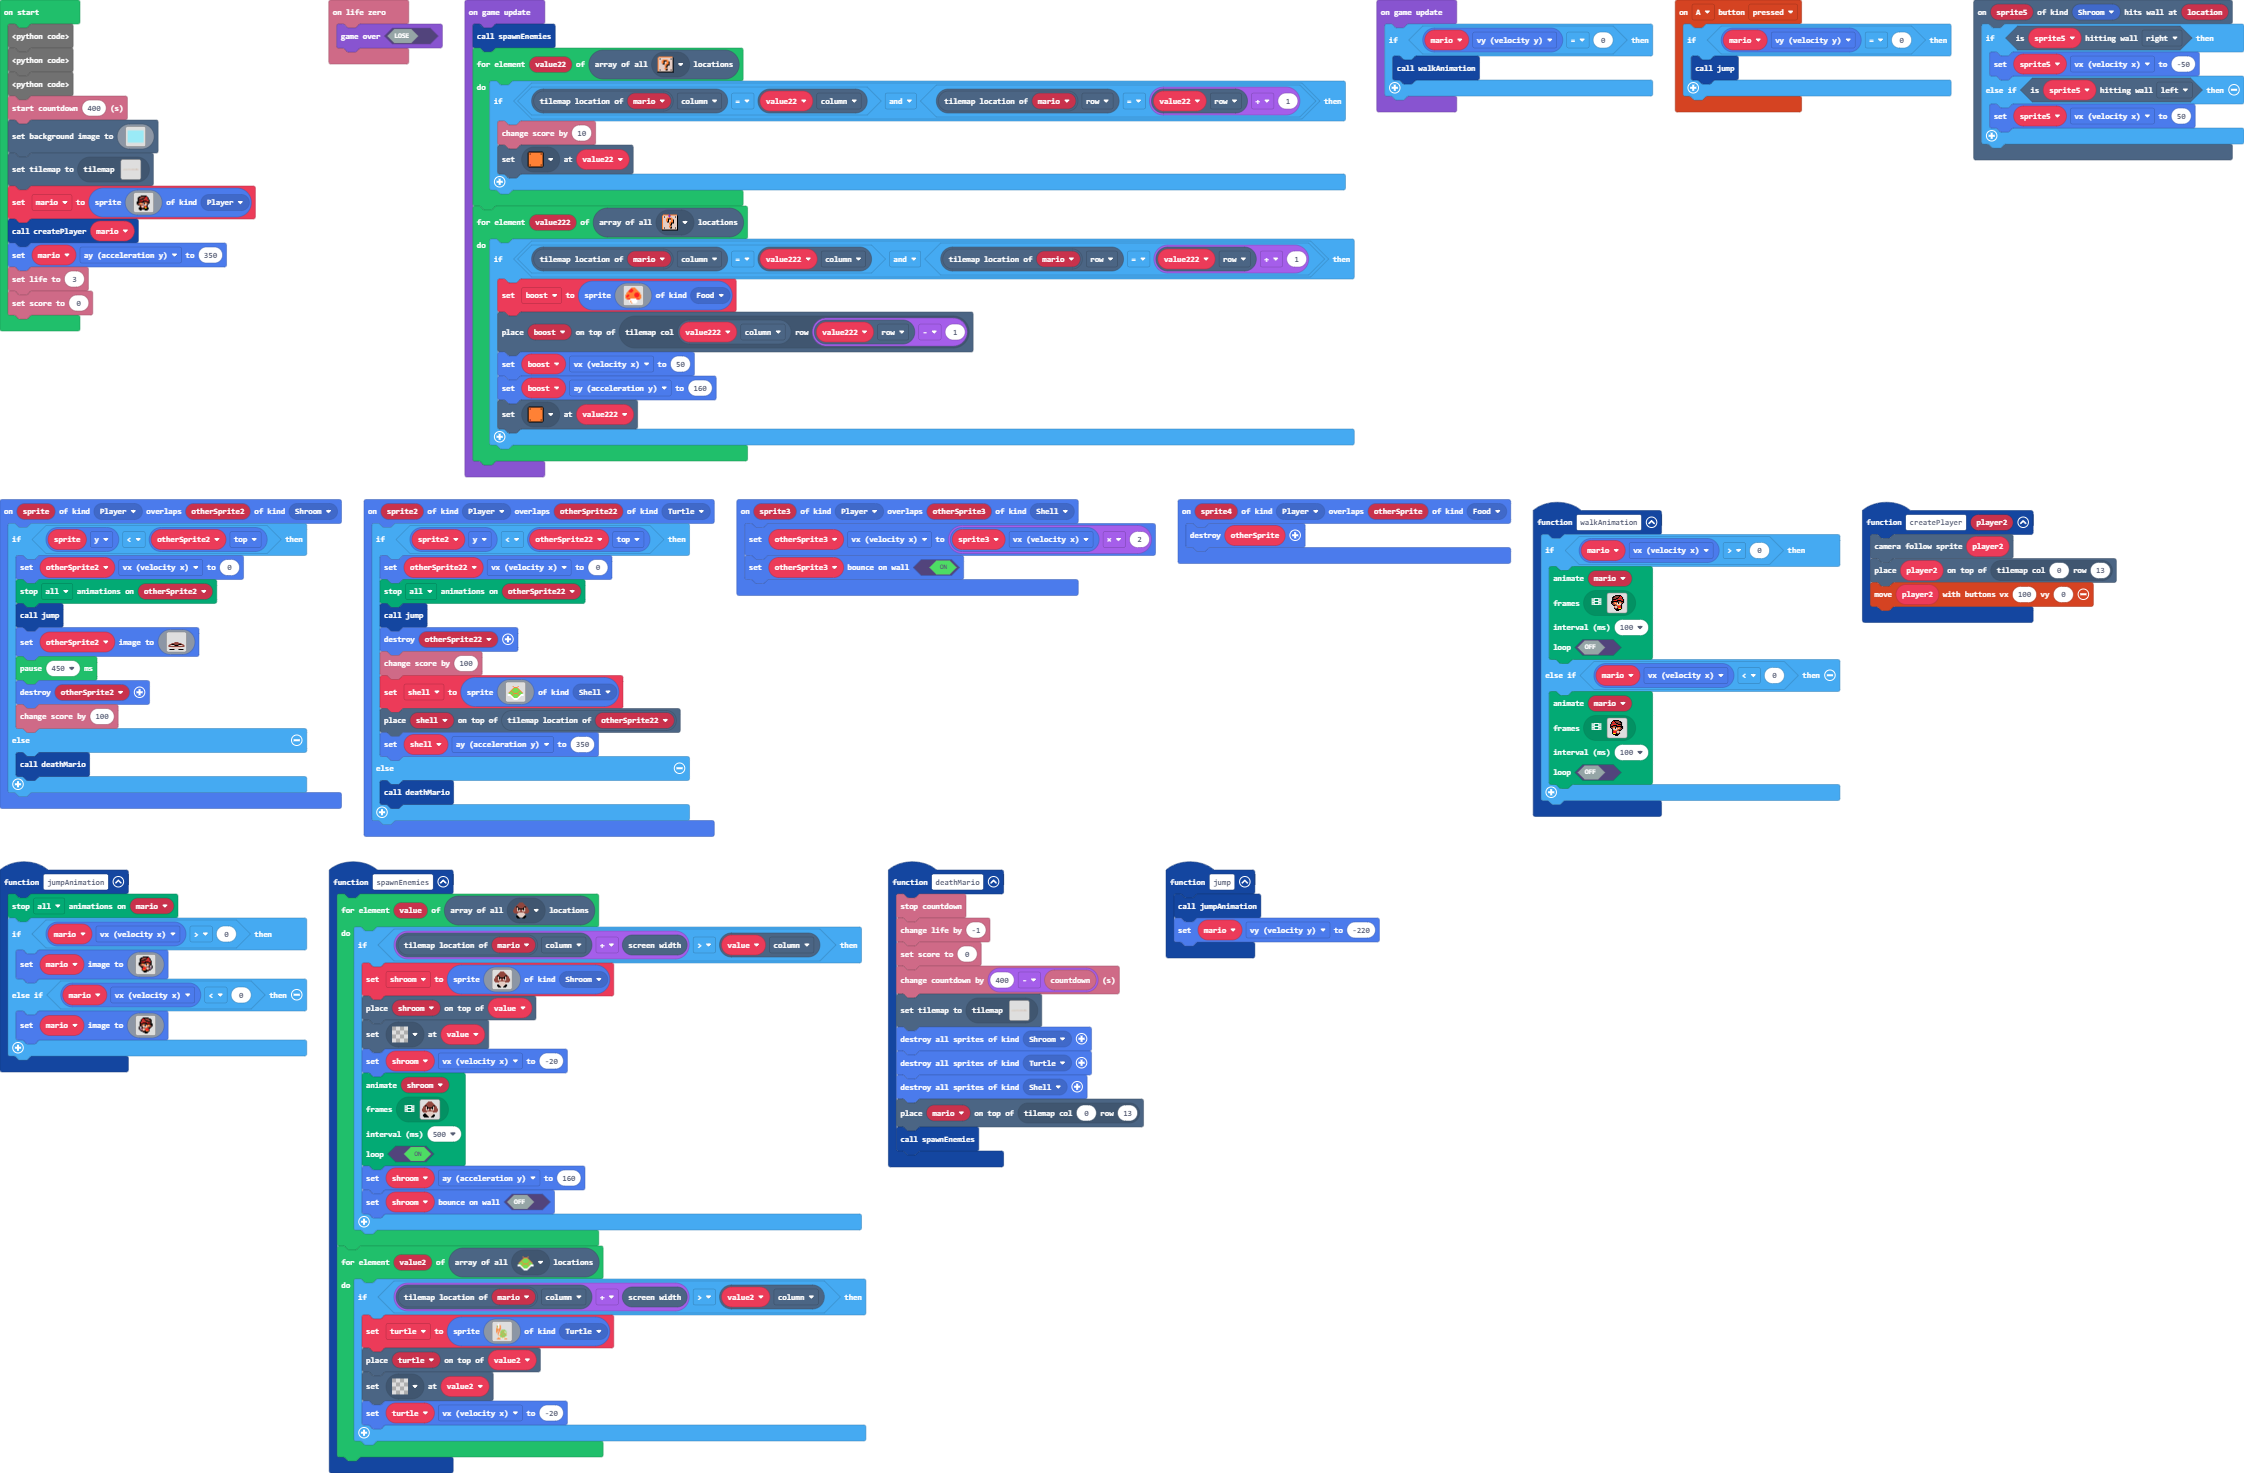 on start
<python code>
<python code>
<python code>
start countdown 400 (s)
set background image to
set tilemap to tilemap
set mario to sprite of kind Player
call createPlayer mario
set mario ay (acceleration y) to 350
set life to 3
set score to 0
on life zero
game over LOSE
on game update
call spawnEnemies
for element value22 of array of all locations
do
if tilemap location of mario column = value22 column and tilemap location of mario row = value22 row + 1 then
change score by 10
set at value22
for element value222 of array of all locations
do
if tilemap location of mario column = value222 column and tilemap location of mario row = value222 row + 1 then
set boost to sprite of kind Food
place boost on top of tilemap col value222 column row value222 row - 1
set boost vx (velocity x) to 50
set boost ay (acceleration y) to 160
set at value222
on game update
if mario vy (velocity y) = 0 then
call walkAnimation
on A button pressed
if mario vy (velocity y) = 0 then
call jump
on sprite5 of kind Shroom hits wall at location
if is sprite5 hitting wall right then
set sprite5 vx (velocity x) to -50
else if is sprite5 hitting wall left then
set sprite5 vx (velocity x) to 50
on sprite of kind Player overlaps otherSprite2 of kind Shroom
if sprite y < otherSprite2 top then
set otherSprite2 vx (velocity x) to 0
stop all animations on otherSprite2
call jump
set otherSprite2 image to
pause 450 ms
destroy otherSprite2
change score by 100
else
call deathMario
on sprite2 of kind Player overlaps otherSprite22 of kind Turtle
if sprite2 y < otherSprite22 top then
set otherSprite22 vx (velocity x) to 0
stop all animations on otherSprite22
call jump
destroy otherSprite22
change score by 100
set shell to sprite of kind Shell
place shell on top of tilemap location of otherSprite22
set shell ay (acceleration y) to 350
else
call deathMario
on sprite3 of kind Player overlaps otherSprite3 of kind Shell
set otherSprite3 vx (velocity x) to sprite3 vx (velocity x) × 2
set otherSprite3 bounce on wall ON
on sprite4 of kind Player overlaps otherSprite of kind Food
destroy otherSprite
function walkAnimation
if mario vx (velocity x) > 0 then
animate mario
frames
interval (ms) 100
loop OFF
else if mario vx (velocity x) < 0 then
animate mario
frames
interval (ms) 100
loop OFF
function createPlayer player2
camera follow sprite player2
place player2 on top of tilemap col 0 row 13
move player2 with buttons vx 100 vy 0
function jumpAnimation
stop all animations on mario
if mario vx (velocity x) > 0 then
set mario image to
else if mario vx (velocity x) < 0 then
set mario image to
function spawnEnemies
for element value of array of all locations
do
if tilemap location of mario column + screen width > value column then
set shroom to sprite of kind Shroom
place shroom on top of value
set at value
set shroom vx (velocity x) to -20
animate shroom
frames
interval (ms) 500
loop ON
set shroom ay (acceleration y) to 160
set shroom bounce on wall OFF
for element value2 of array of all locations
do
if tilemap location of mario column + screen width > value2 column then
set turtle to sprite of kind Turtle
place turtle on top of value2
set at value2
set turtle vx (velocity x) to -20
function deathMario
stop countdown
change life by -1
set score to 0
change countdown by 400 - countdown (s)
set tilemap to tilemap
destroy all sprites of kind Shroom
destroy all sprites of kind Turtle
destroy all sprites of kind Shell
place mario on top of tilemap col 0 row 13
call spawnEnemies
function jump
call jumpAnimation
set mario vy (velocity y) to -220